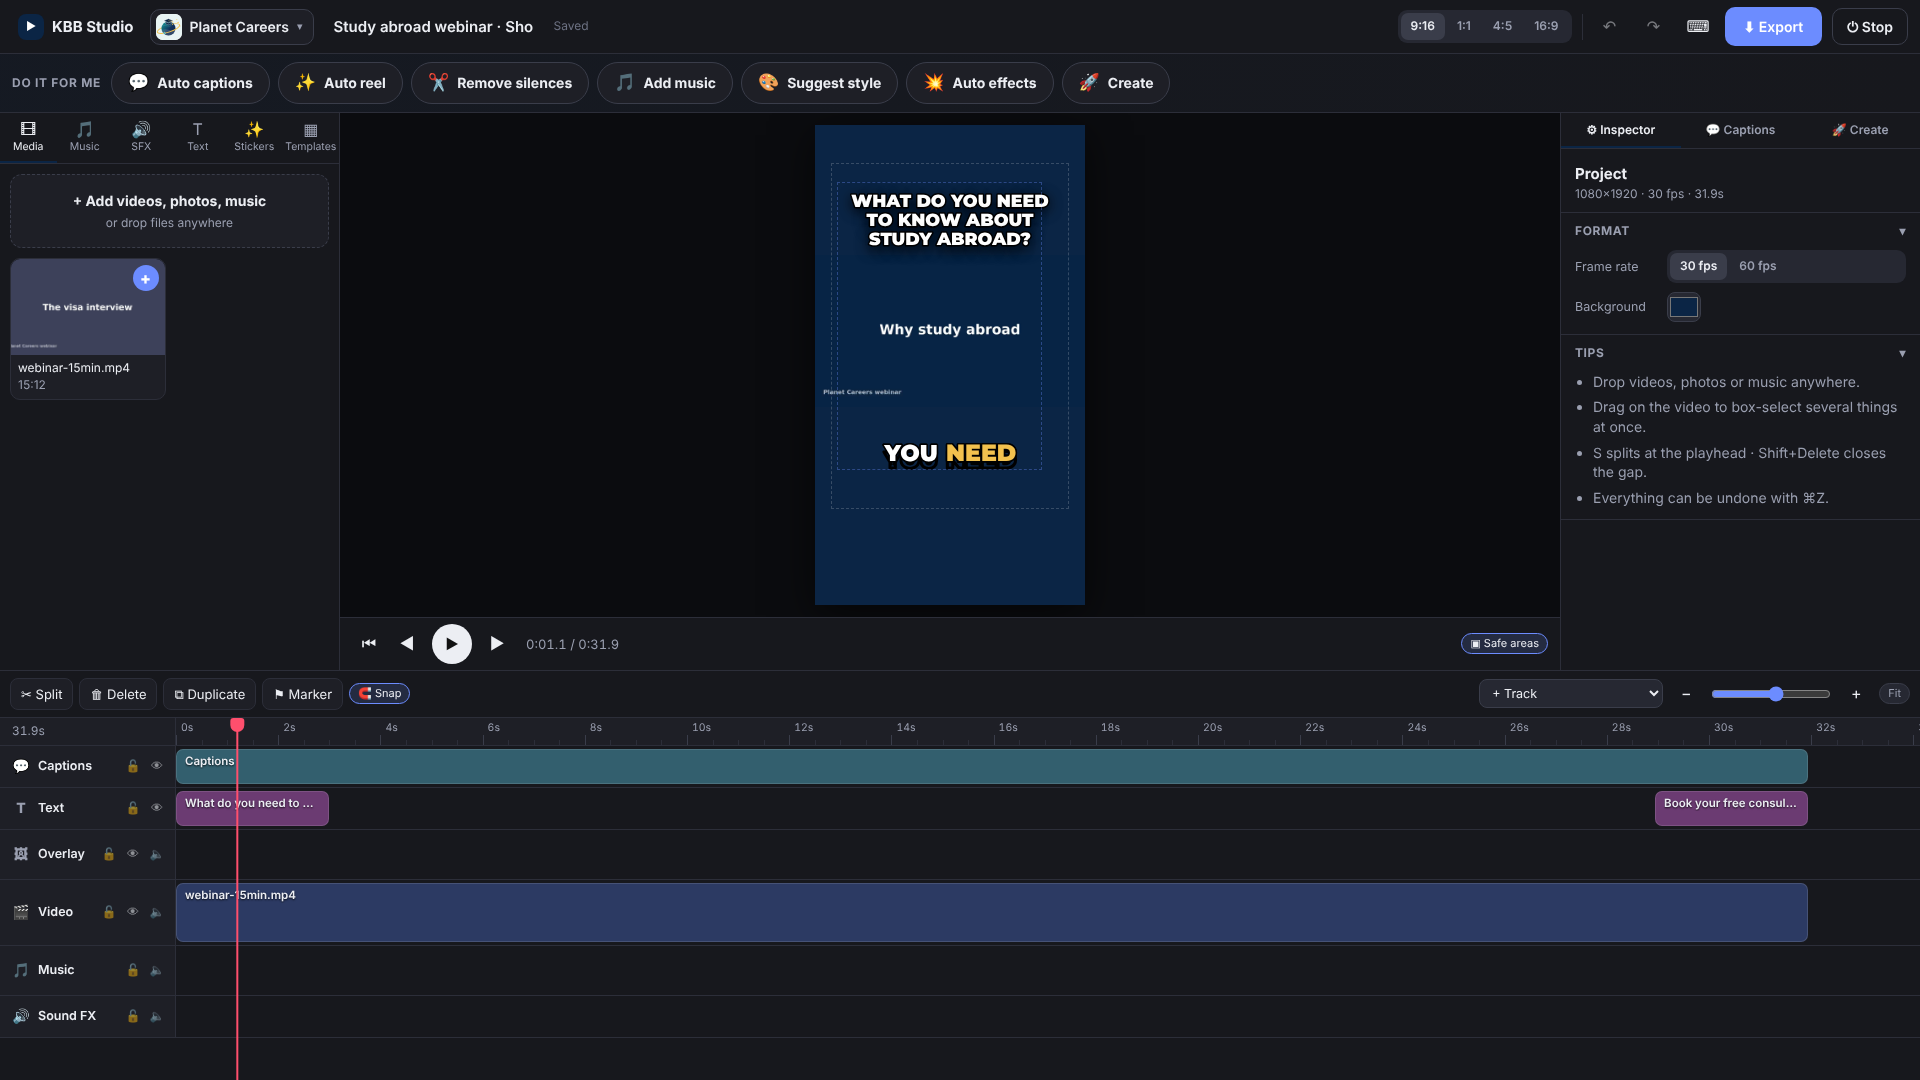 KBB Studio
Planet Careers
Study abroad webinar · Sho
Saved
9:16 1:1 4:5 16:9
Export
Stop
DO IT FOR ME
Auto captions
Auto reel
Remove silences
Add music
Suggest style
Auto effects
Create
Media
Music
SFX
Text
Stickers
Templates
+ Add videos, photos, music
or drop files anywhere
The visa interview
webinar-15min.mp4
15:12
WHAT DO YOU NEED
TO KNOW ABOUT
STUDY ABROAD?
Why study abroad
Planet Careers webinar
YOU NEED
0:01.1 / 0:31.9
Safe areas
Inspector
Captions
Create
Project
1080×1920 · 30 fps · 31.9s
FORMAT
Frame rate
30 fps 60 fps
Background
TIPS
Drop videos, photos or music anywhere.
Drag on the video to box-select several things
at once.
S splits at the playhead · Shift+Delete closes
the gap.
Everything can be undone with ⌘Z.
Split
Delete
Duplicate
Marker
Snap
+ Track
Fit
31.9s
0s 2s 4s 6s 8s 10s 12s 14s 16s 18s 20s 22s 24s 26s 28s 30s 32s
Captions
Captions
Text
What do you need to ...
Book your free consul...
Overlay
Video
webinar-15min.mp4
Music
Sound FX